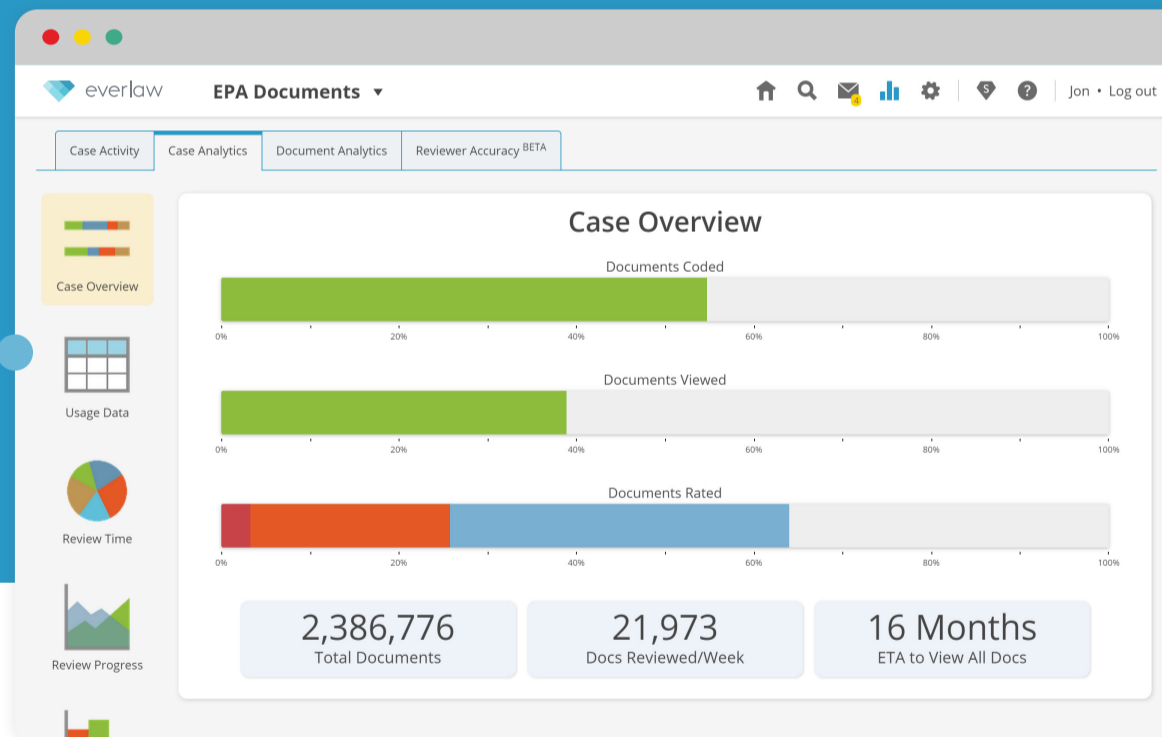 everlaw EPA Documents 4 S ? Jon • Log out
Case Activity Case Analytics Document Analytics Reviewer Accuracy BETA
Case Overview
Usage Data
Review Time
Review Progress
Case Overview
Documents Coded
0% 20% 40% 60% 80% 100%
Documents Viewed
0% 20% 40% 60% 80% 100%
Documents Rated
0% 20% 40% 60% 80% 100%
2,386,776
Total Documents
21,973
Docs Reviewed/Week
16 Months
ETA to View All Docs